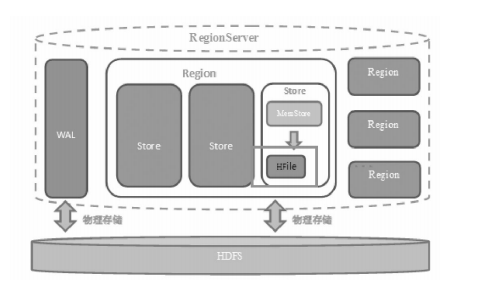 RegionServer
Region
Store
Region
MemStore
WAL
Store
Store
HFile
Region
Region
物理存储
物理存储
HDFS